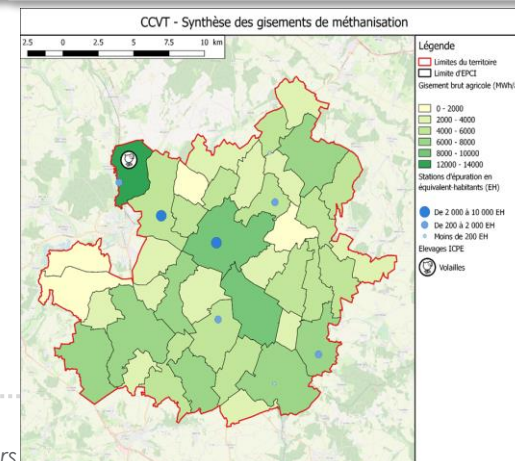 CCVT - Synthèse des gisements de méthanisation
2.5 0 2.5 5 7.5 10 km
Légende
Limites du territoire
Limite d'EPCI
Gisement brut agricole (MWh/
0 - 2000
2000 - 4000
4000 - 6000
6000 - 8000
8000 - 10000
12000 - 14000
Stations d'épuration en
équivalent-habitants (EH)
De 2 000 à 10 000 EH
De 200 à 2 000 EH
Moins de 200 EH
Elevages ICPE
Volailles
rs